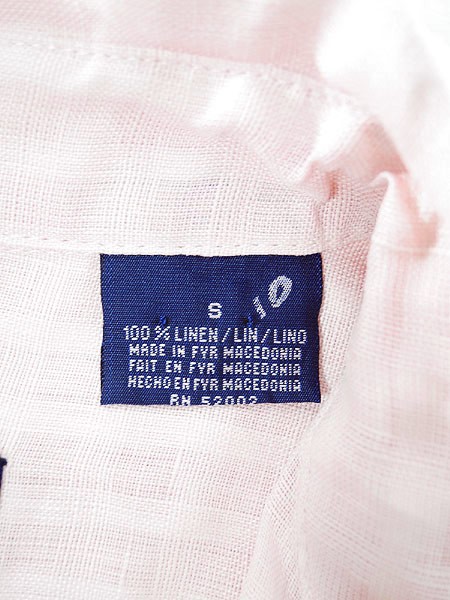 S 10
100% LINEN/LIN/LINO
MADE IN FYR MACEDONIA
FAIT EN FYR MACEDONIA
HECHO EN FYR MACEDONIA
RN 52002